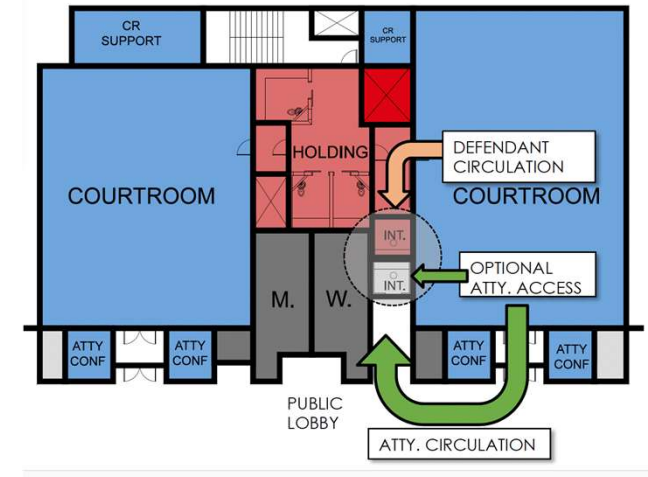 CR
SUPPORT
CR
SUPPORT
HOLDING
DEFENDANT
CIRCULATION
COURTROOM
COURTROOM
INT.
INT.
OPTIONAL
ATTY. ACCESS
M.
W.
ATTY
CONF
ATTY
CONF
ATTY
CONF
ATTY
CONF
PUBLIC
LOBBY
ATTY. CIRCULATION